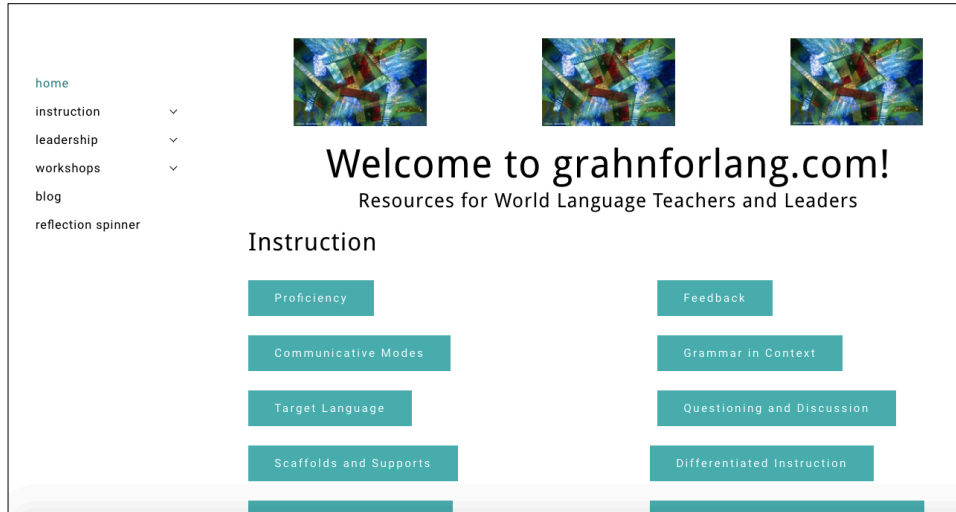 home
instruction
leadership
workshops
blog
reflection spinner
Welcome to grahnforlang.com!
Resources for World Language Teachers and Leaders
Instruction
Proficiency
Feedback
Communicative Modes
Grammar in Context
Target Language
Questioning and Discussion
Scaffolds and Supports
Differentiated Instruction